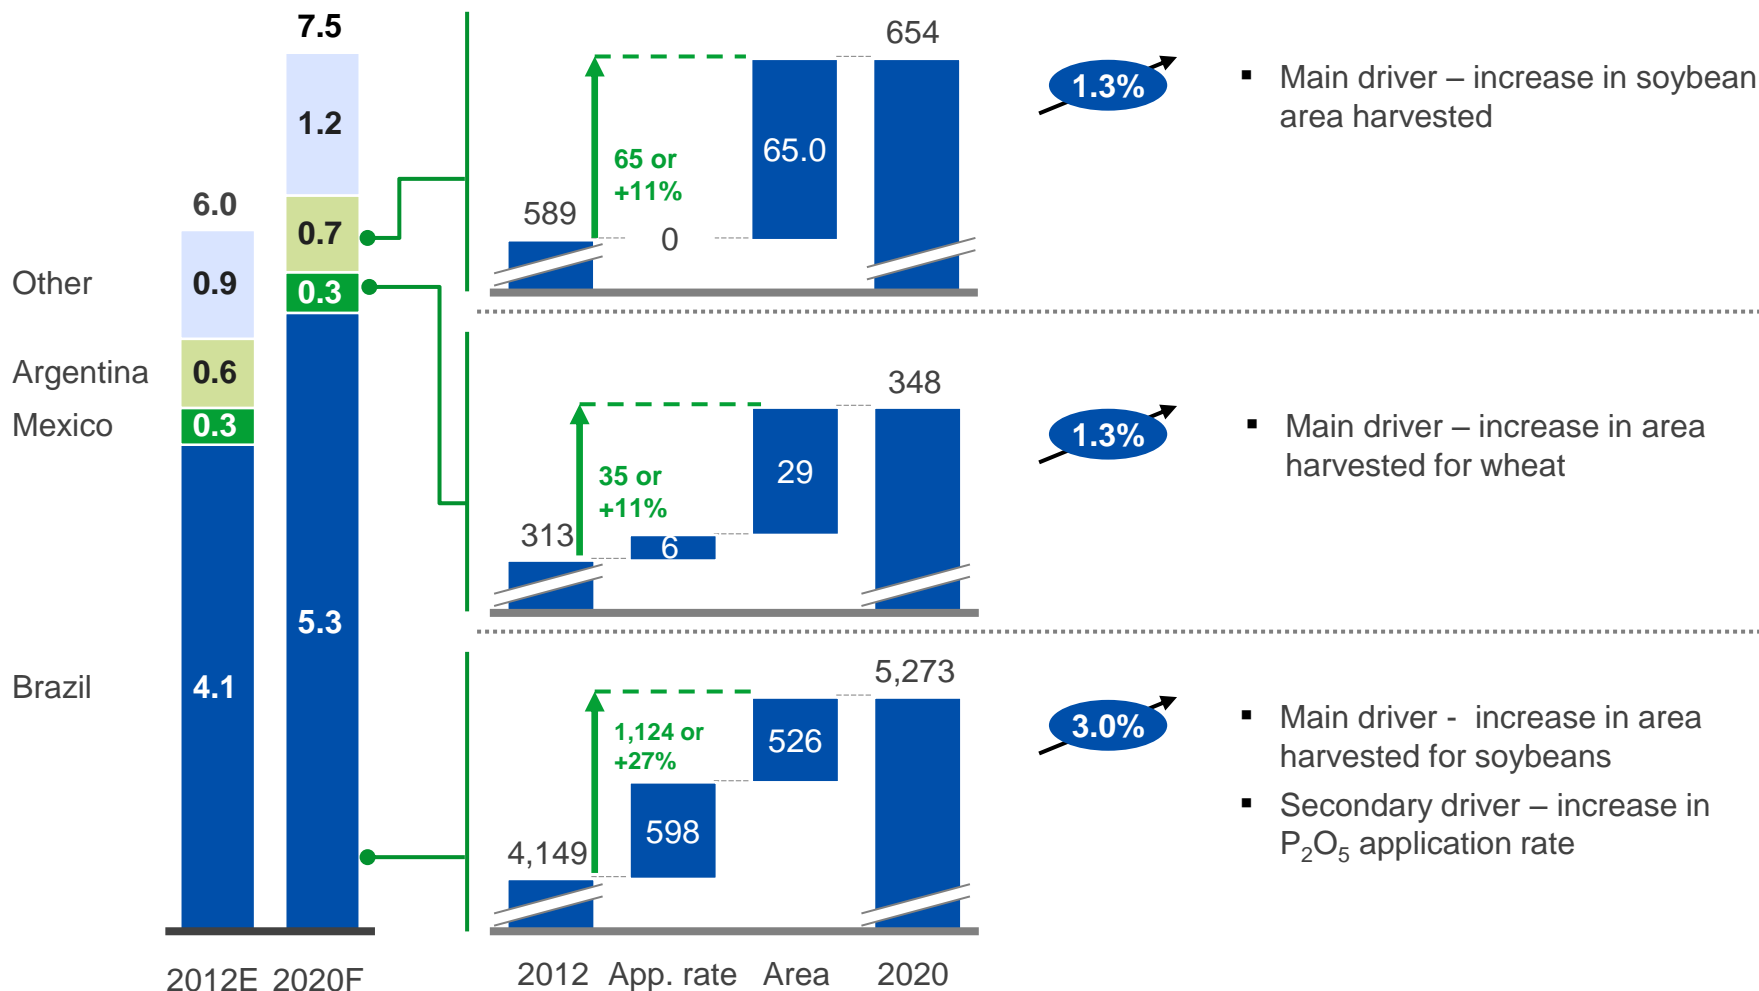 7.5
1.2
0.7
0.3
5.3
6.0
0.9
0.6
0.3
4.1
Other
Argentina
Mexico
Brazil
2012E 2020F
654
65 or
+11%
65.0
589
0
1.3%
▪ Main driver – increase in soybean
area harvested
348
35 or
+11%
29
313
6
1.3%
▪ Main driver – increase in area
harvested for wheat
5,273
1,124 or
+27%
526
598
4,149
3.0%
▪ Main driver - increase in area
harvested for soybeans
▪ Secondary driver – increase in
P₂O₅ application rate
2012 App. rate Area 2020